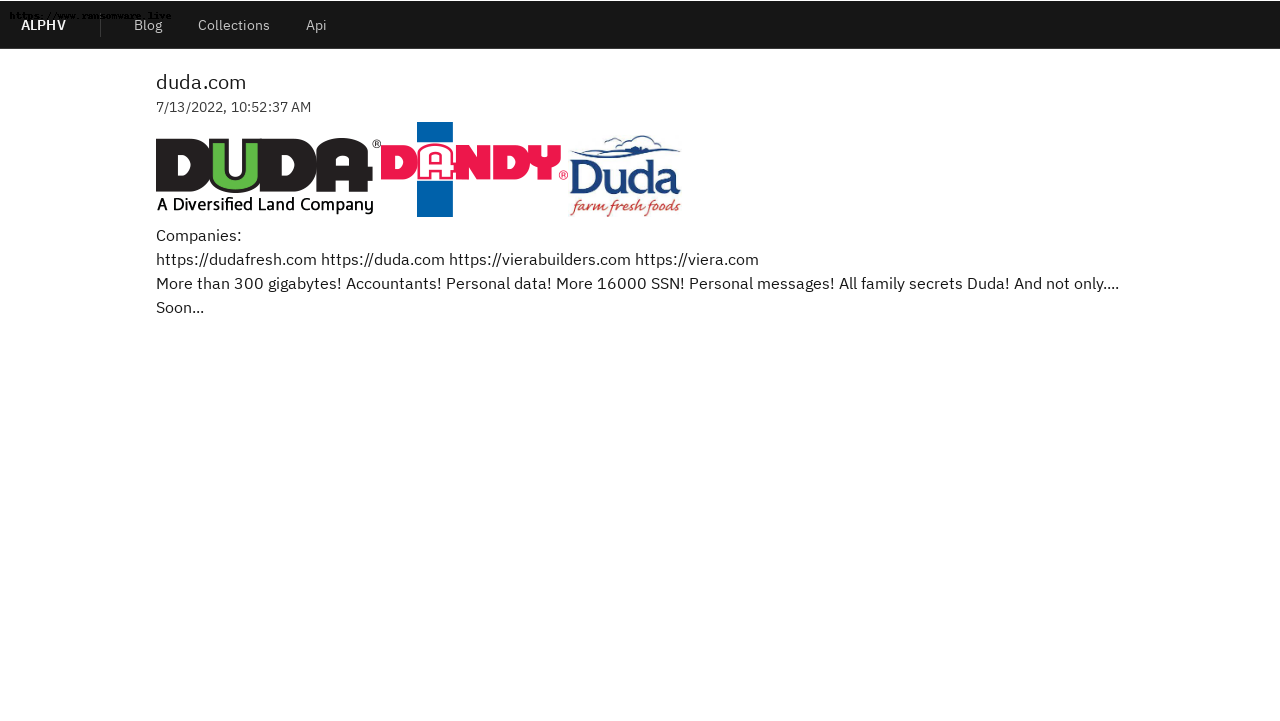 https://www.ransomware.live
ALPHV Blog Collections Api
duda.com
7/13/2022, 10:52:37 AM
DUDA® DANDY® Duda
A Diversified Land Company farm fresh foods
Companies:
https://dudafresh.com https://duda.com https://vierabuilders.com https://viera.com
More than 300 gigabytes! Accountants! Personal data! More 16000 SSN! Personal messages! All family secrets Duda! And not only....
Soon...